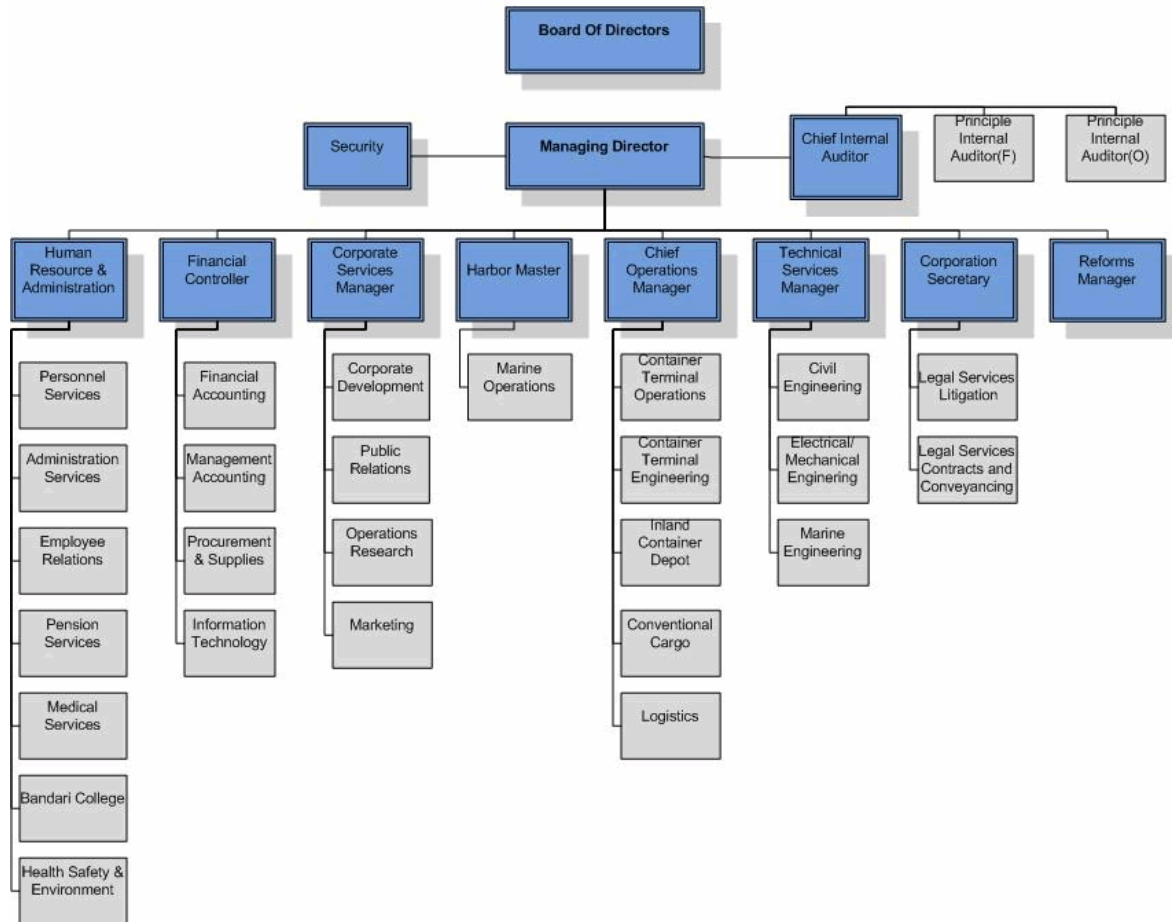 Board Of Directors
Security
Managing Director
Chief Internal
Auditor
Principle
Internal
Auditor(F)
Principle
Internal
Auditor(O)
Human
Resource &
Administration
Financial
Controller
Corporate
Services
Manager
Harbor Master
Chief
Operations
Manager
Technical
Services
Manager
Corporation
Secretary
Reforms
Manager
Personnel
Services
Administration
Services
Employee
Relations
Pension
Services
Medical
Services
Bandari College
Health Safety &
Environment
Financial
Accounting
Management
Accounting
Procurement
& Supplies
Information
Technology
Corporate
Development
Public
Relations
Operations
Research
Marketing
Marine
Operations
Container
Terminal
Operations
Container
Terminal
Engineering
Inland
Container
Depot
Conventional
Cargo
Logistics
Civil
Engineering
Electrical/
Mechanical
Enginering
Marine
Engineering
Legal Services
Litigation
Legal Services
Contracts and
Conveyancing